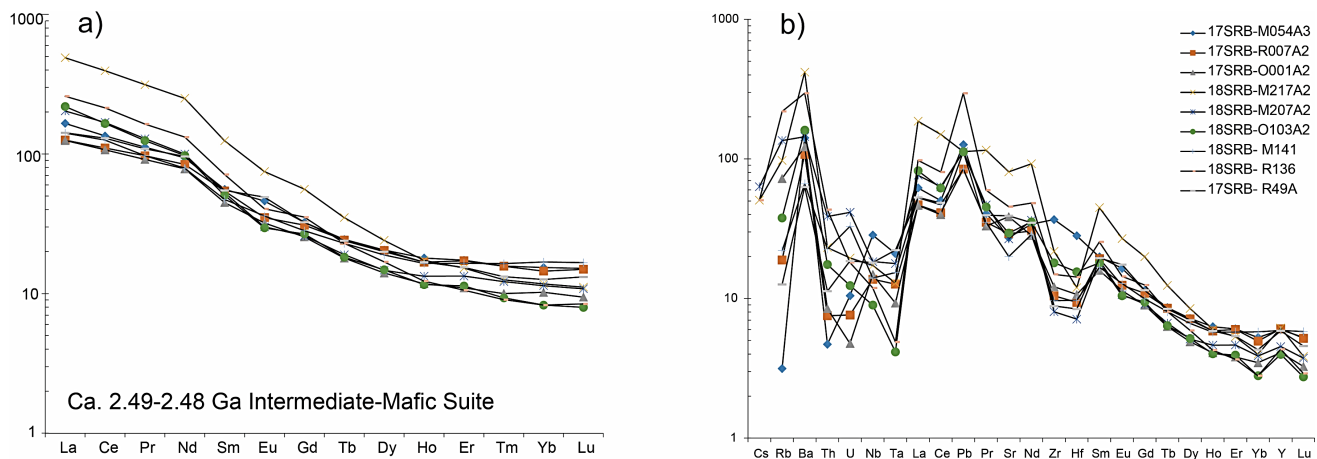 a)
1000
100
10
1
Ca. 2.49-2.48 Ga Intermediate-Mafic Suite
La Ce Pr Nd Sm Eu Gd Tb Dy Ho Er Tm Yb Lu
b)
1000
100
10
1
17SRB-M054A3
17SRB-R007A2
17SRB-O001A2
18SRB-M217A2
18SRB-M207A2
18SRB-O103A2
18SRB- M141
18SRB- R136
17SRB- R49A
Cs Rb Ba Th U Nb Ta La Ce Pb Pr Sr Nd Zr Hf Sm Eu Gd Tb Dy Ho Er Yb Y Lu